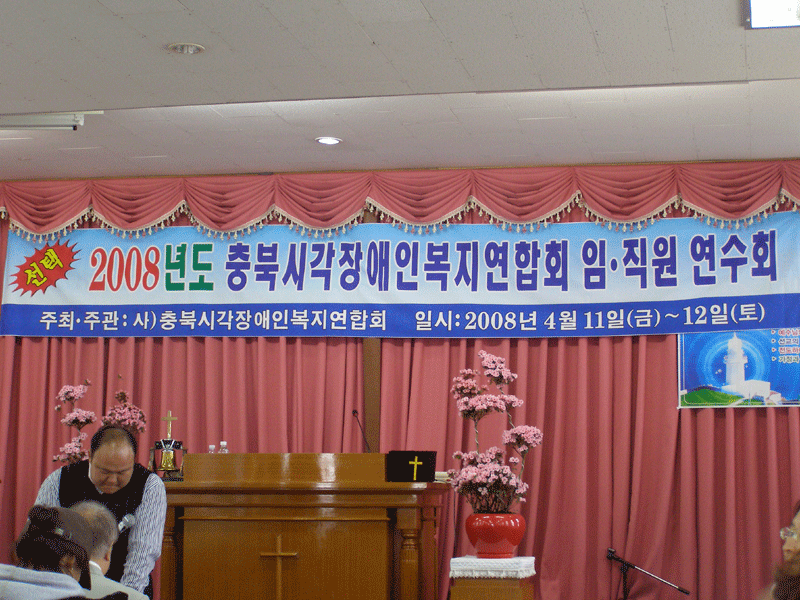 선택
2008년도 충북시각장애인복지연합회 임·직원 연수회
주최·주관: 사)충북시각장애인복지연합회 일시: 2008년 4월 11일(금)~12일(토)